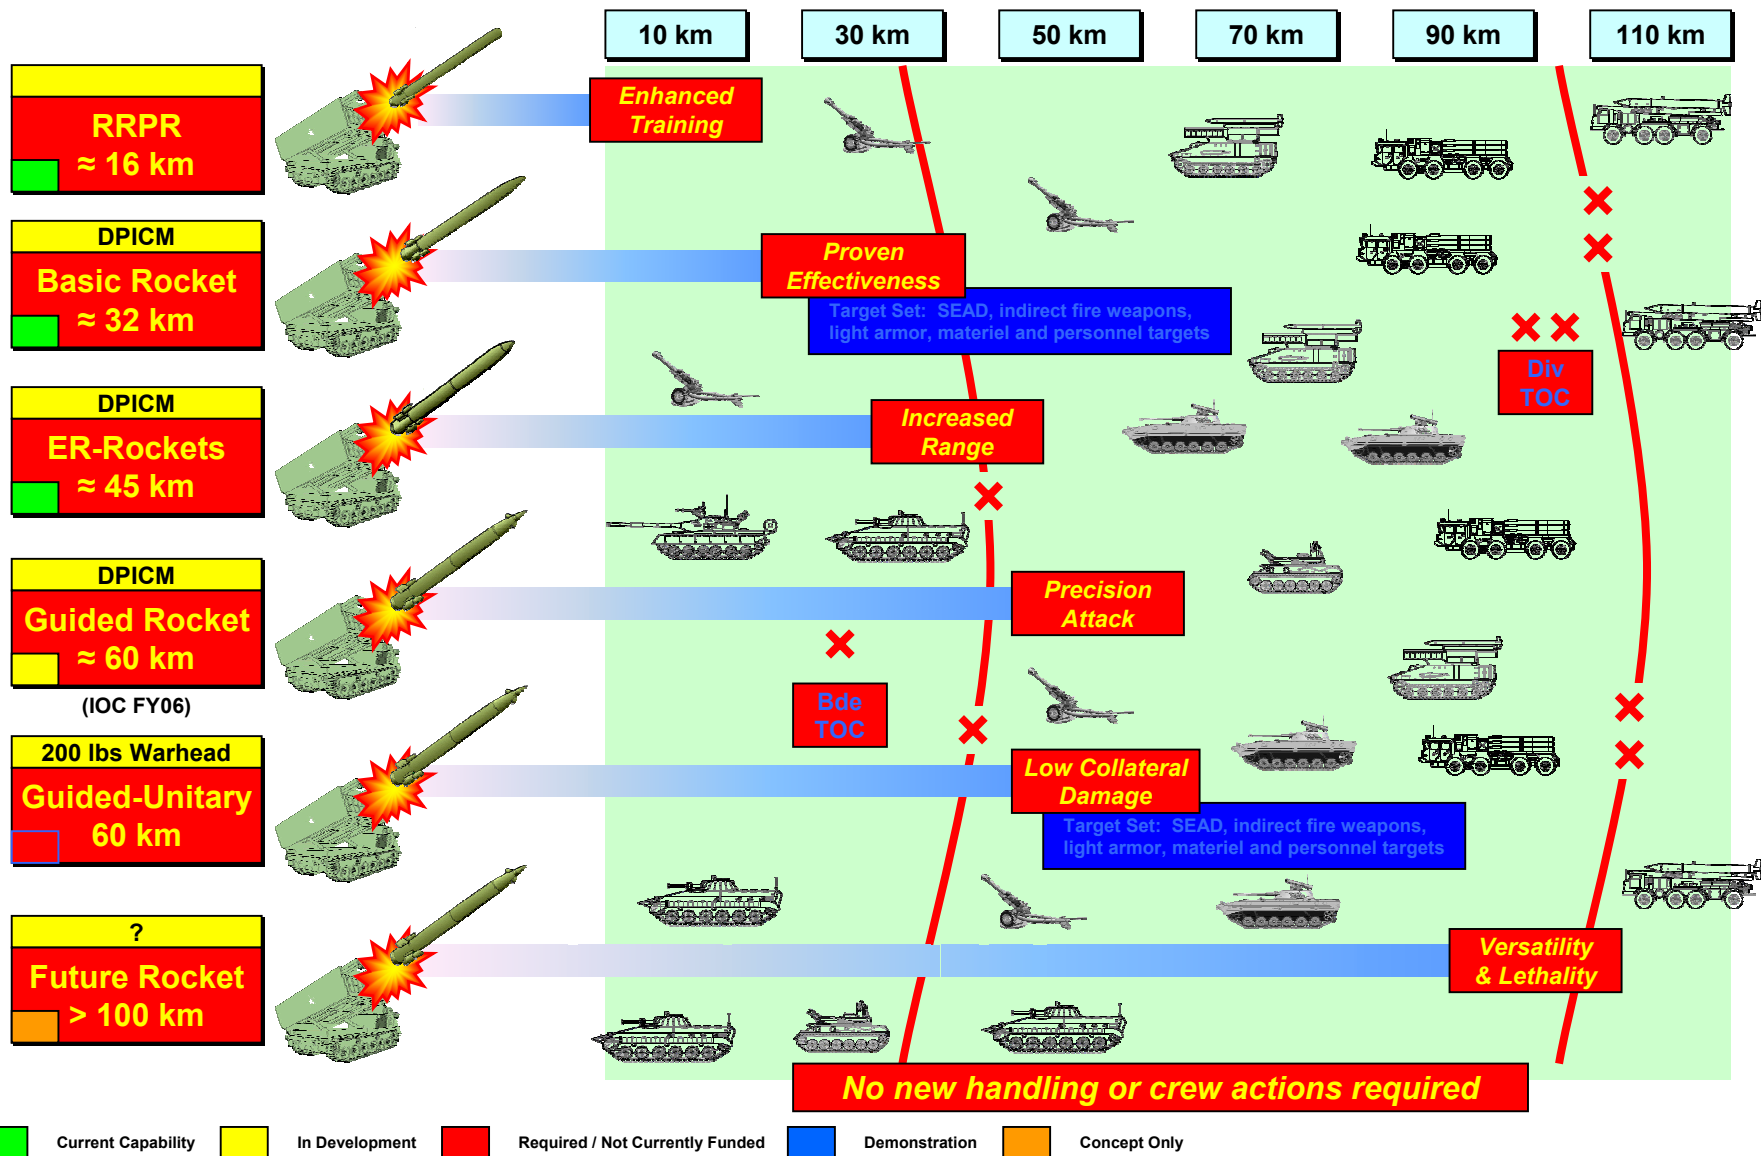 10 km
30 km
50 km
70 km
90 km
110 km
RRPR
≈ 16 km
Enhanced
Training
DPICM
Basic Rocket
≈ 32 km
Proven
Effectiveness
Target Set: SEAD, indirect fire weapons,
light armor, materiel and personnel targets
Div
TOC
DPICM
ER-Rockets
≈ 45 km
Increased
Range
DPICM
Guided Rocket
≈ 60 km
(IOC FY06)
Precision
Attack
Bde
TOC
200 lbs Warhead
Guided-Unitary
60 km
Low Collateral
Damage
Target Set: SEAD, indirect fire weapons,
light armor, materiel and personnel targets
?
Future Rocket
> 100 km
Versatility
& Lethality
No new handling or crew actions required
Current Capability
In Development
Required / Not Currently Funded
Demonstration
Concept Only